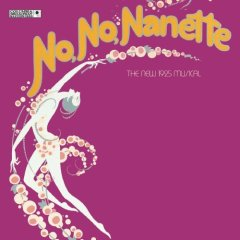 No, No, Nanette
THE NEW 1925 MUSICAL